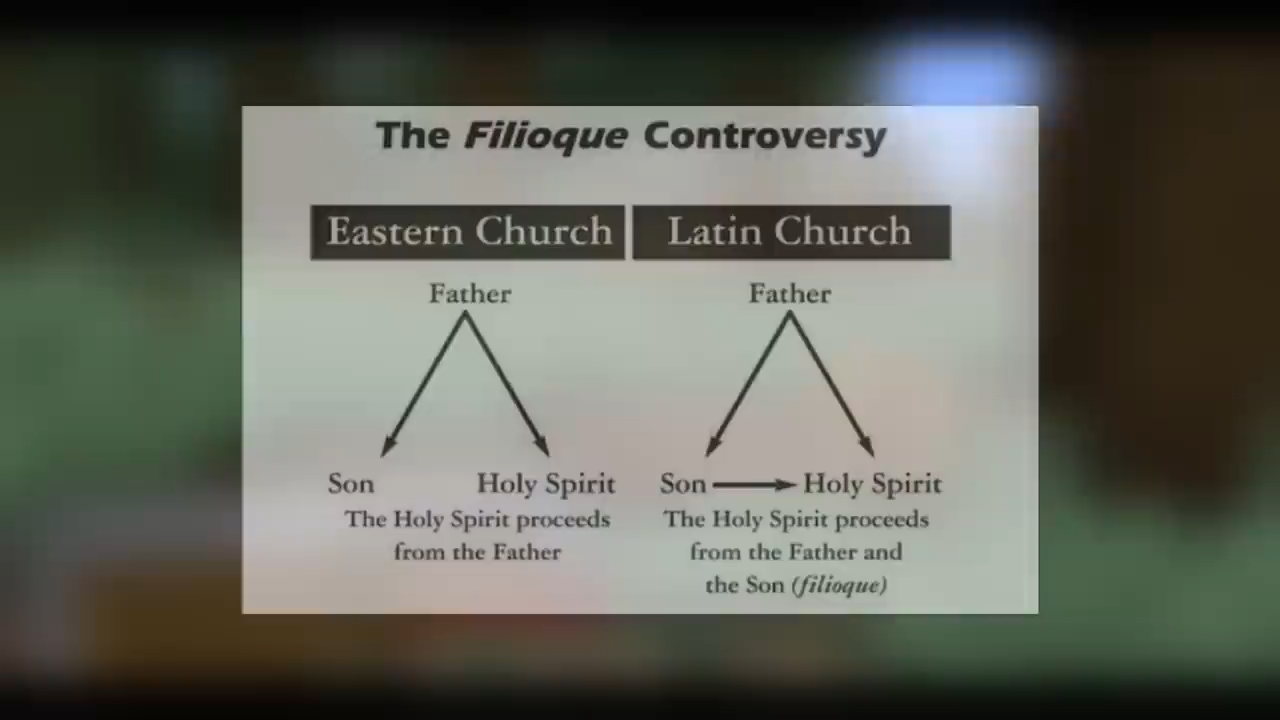 The Filioque Controversy
Eastern Church
Latin Church
Father
Father
Son
Holy Spirit
Son
Holy Spirit
The Holy Spirit proceeds
from the Father
The Holy Spirit proceeds
from the Father and
the Son (filioque)